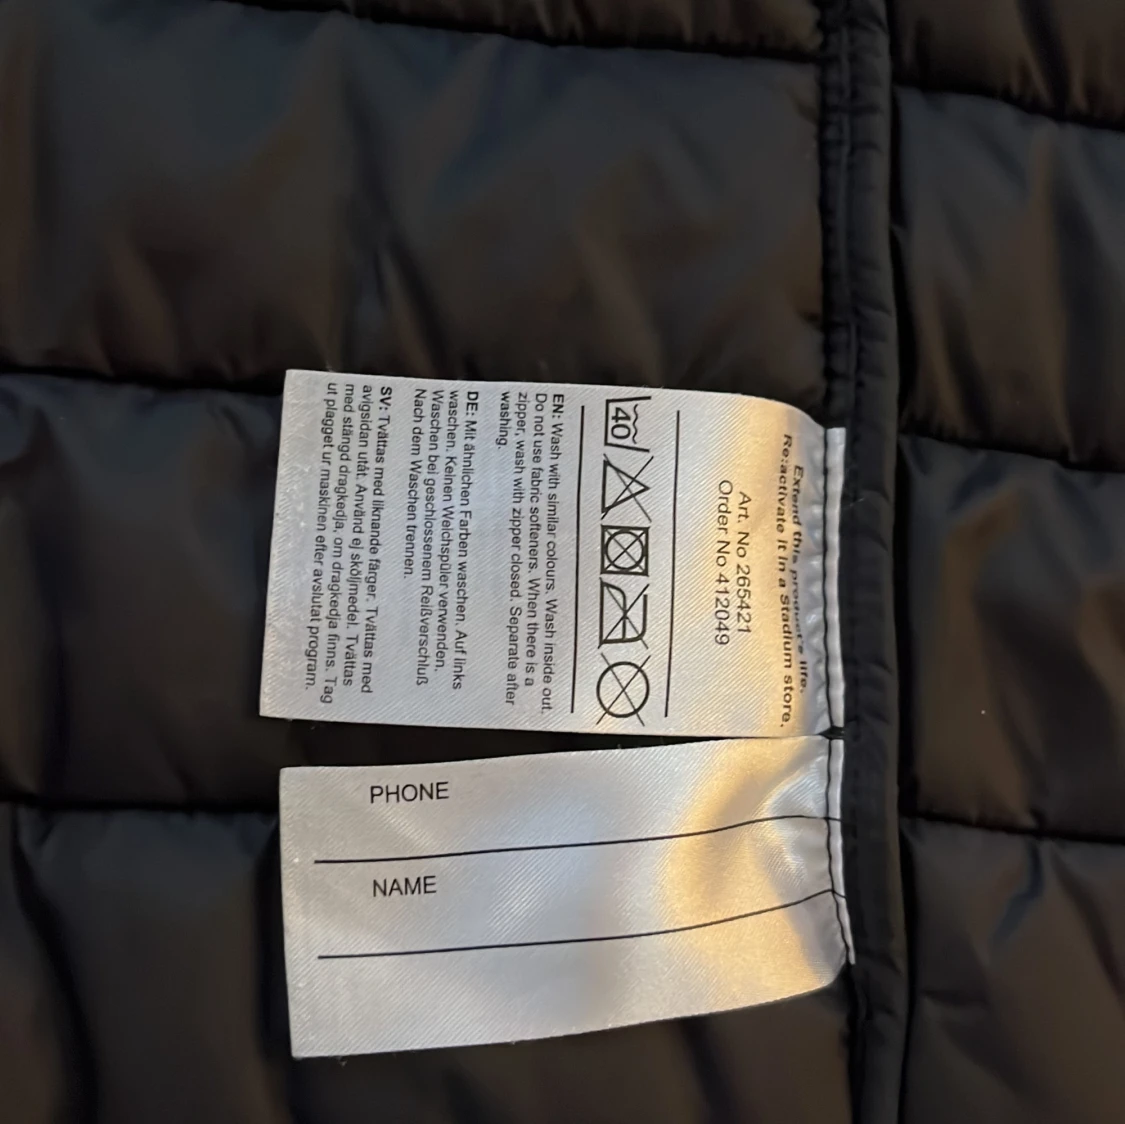 Extend this product's life.
Re:activate it in a Stadium store.
Art. No 265421
Order No 412049
40
EN: Wash with similar colours. Wash inside out.
Do not use fabric softeners. When there is a
zipper, wash with zipper closed. Separate after
washing.
DE: Mit ähnlichen Farben waschen. Auf links
waschen. Keinen Weichspüler verwenden.
Waschen bei geschlossenem Reißverschluß
Nach dem Waschen trennen.
SV: Tvättas med liknande färger. Tvättas med
avigsidan utåt. Använd ej sköljmedel. Tvättas
med stängd dragkedja, om dragkedja finns. Tag
ut plagget ur maskinen efter avslutat program.
PHONE
NAME